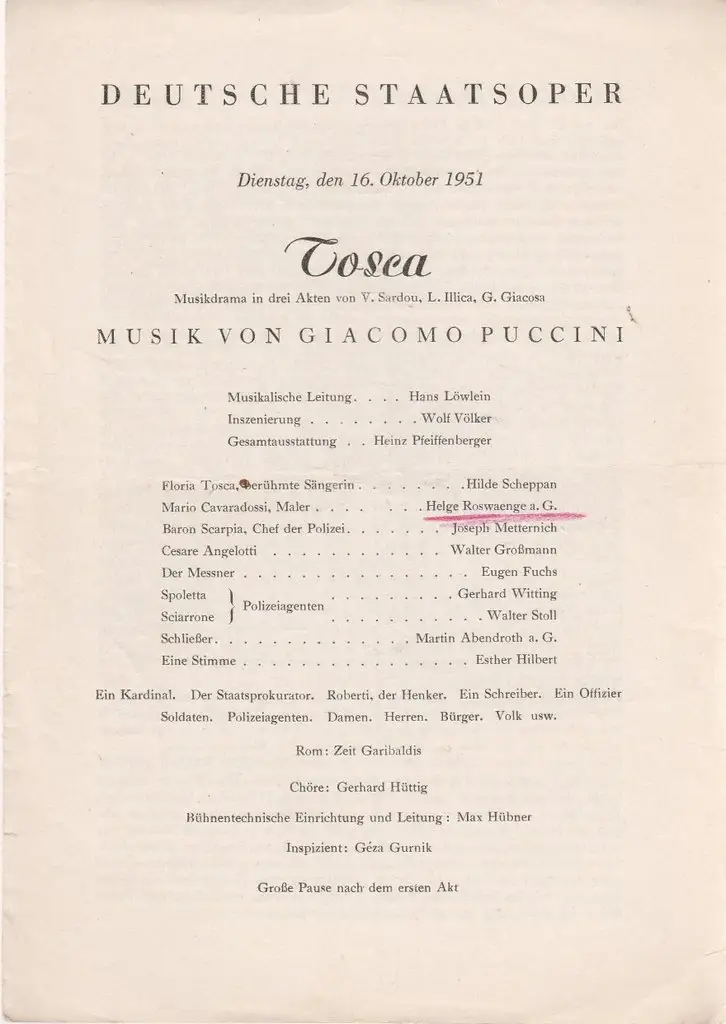 DEUTSCHE STAATSOPER
Dienstag, den 16. Oktober 1951
Tosca
Musikdrama in drei Akten von V. Sardou, L. Illica, G. Giacosa
MUSIK VON GIACOMO PUCCINI
Musikalische Leitung. . . . Hans Löwlein
Inszenierung . . . . . . . . Wolf Völker
Gesamtausstattung . . Heinz Pfeiffenberger
Floria Tosca, berühmte Sängerin . . . . . . . . Hilde Scheppan
Mario Cavaradossi, Maler . . . . . . . . Helge Roswaenge a. G.
Baron Scarpia, Chef der Polizei. . . . . . . Joseph Metternich
Cesare Angelotti . . . . . . . . . . . . Walter Großmann
Der Messner . . . . . . . . . . . . . . . . Eugen Fuchs
Spoletta } Polizeiagenten . . . . . . . . . Gerhard Witting
Sciarrone } Polizeiagenten . . . . . . . . . . . Walter Stoll
Schließer. . . . . . . . . . . . . . Martin Abendroth a. G.
Eine Stimme . . . . . . . . . . . . . . . . Esther Hilbert
Ein Kardinal. Der Staatsprokurator. Roberti, der Henker. Ein Schreiber. Ein Offizier
Soldaten. Polizeiagenten. Damen. Herren. Bürger. Volk usw.
Rom: Zeit Garibaldis
Chöre: Gerhard Hüttig
Bühnentechnische Einrichtung und Leitung: Max Hübner
Inspizient: Géza Gurnik
Große Pause nach dem ersten Akt